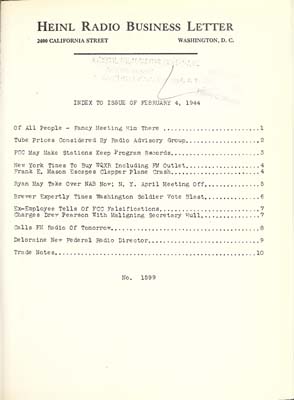 HEINL RADIO BUSINESS LETTER
2400 CALIFORNIA STREET WASHINGTON, D. C.
INDEX TO ISSUE OF FEBRUARY 4, 1944
Of All People - Fancy Meeting Him There ........................1
Tube Prices Considered By Radio Advisory Group..................2
FCC May Make Stations Keep Program Records......................3
New York Times To Buy WQXR Including FM Outlet..................4
Frank E. Mason Escapes Clipper Plane Crash......................4
Ryan May Take Over NAB Now; N. Y. April Meeting Off.............5
Brewer Expertly Times Washington Soldier Vote Blast.............6
Ex-Employee Tells Of FCC Falsifications.........................7
Charges Drew Pearson With Maligning Secretary Hull..............7
Calls FM Radio Of Tomorrow......................................8
Delornine New Federal Radio Director............................9
Trade Notes....................................................10
No. 1599